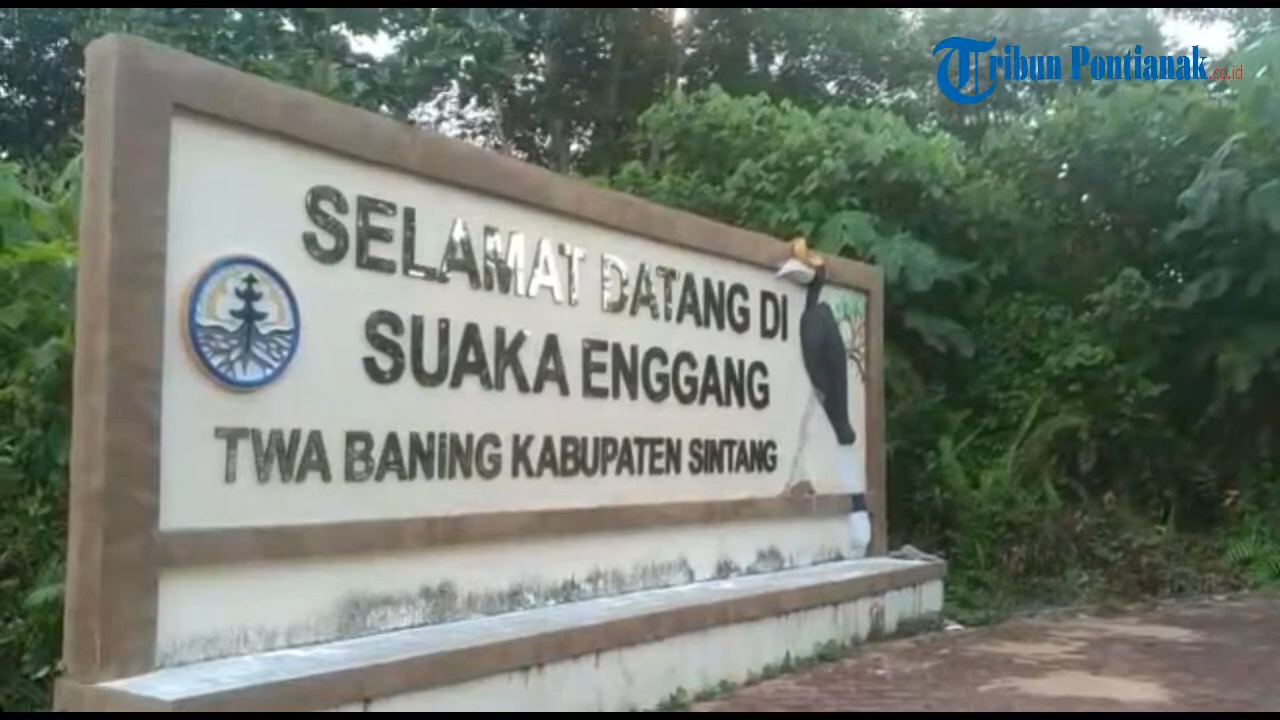 Tribun Pontianak.co.id
SELAMAT DATANG DI
SUAKA ENGGANG
TWA BANiNG KABUPATEN SINTANG